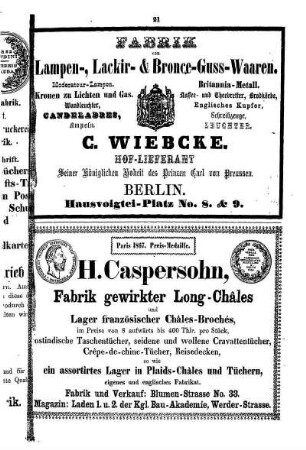 91
FABRIK
von
Lampen-, Lackir- & Bronce-Guss-Waaren.
Moderateur-Lampen.
Kronen zu Lichten und Gas.
Wandleuchter,
CANDELABRES,
Ampeln.
Britannia-Metall.
Kaffee- und Theebretter, Brodkörbe,
Englisches Kupfer,
Schreibzeuge,
LEUCHTER.
C. WIEBCKE.
HOF-LIEFERANT
Seiner Königlichen Hoheit des Prinzen Carl von Preussen.
BERLIN.
Hausvogtei-Platz No. 8. & 9.
Paris 1867. Preis-Medaille.
H. Caspersohn,
Fabrik gewirkter Long-Châles
und
Lager französischer Châles-Brochés,
im Preise von 8 aufwärts bis 400 Thlr. pro Stück,
ostindische Taschentücher, seidene und wollene Cravattentücher,
Crêpe-de-chine-Tücher, Reisedecken,
so wie
ein assortirtes Lager in Plaids-Châles und Tüchern,
eigenes und englisches Fabrikat.
Fabrik und Verkauf: Blumen-Strasse No. 33.
Magazin: Laden 1. u. 2. der Kgl. Bau-Akademie, Werder-Strasse.